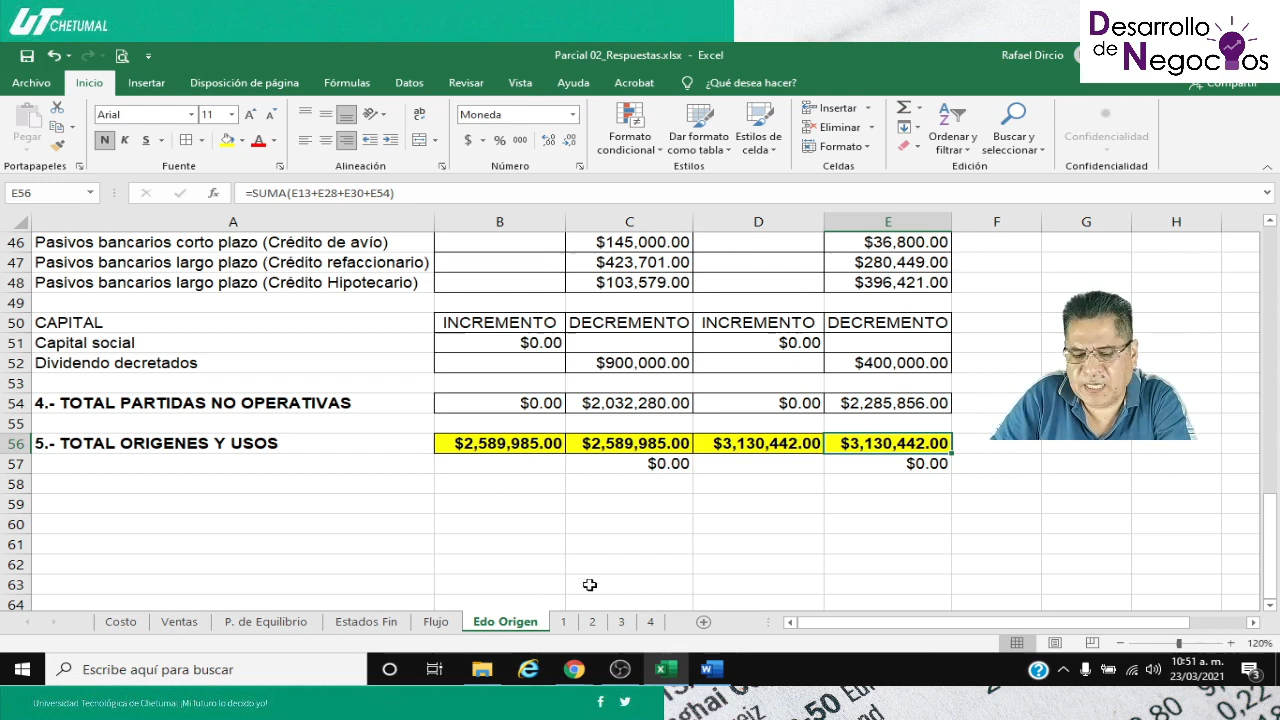 UT CHETUMAL
Desarrollo de Negocios
Parcial 02_Respuestas.xlsx - Excel
Rafael Dircio
Archivo Inicio Insertar Disposición de página Fórmulas Datos Revisar Vista Ayuda Acrobat ¿Qué desea hacer? Compartir
Pegar
Arial 11
N K S
ab
Moneda
$ % 000
Formato condicional
Dar formato como tabla
Estilos de celda
Insertar
Eliminar
Formato
Ordenar y filtrar
Buscar y seleccionar
Confidencialidad
Portapapeles Fuente Alineación Número Estilos Celdas Edición Confidencialidad
E56 fx =SUMA(E13+E28+E30+E54)
A B C D E F G H
46 Pasivos bancarios corto plazo (Crédito de avío) $145,000.00 $36,800.00
47 Pasivos bancarios largo plazo (Crédito refaccionario) $423,701.00 $280,449.00
48 Pasivos bancarios largo plazo (Crédito Hipotecario) $103,579.00 $396,421.00
49
50 CAPITAL INCREMENTO DECREMENTO INCREMENTO DECREMENTO
51 Capital social $0.00 $0.00
52 Dividendo decretados $900,000.00 $400,000.00
53
54 4.- TOTAL PARTIDAS NO OPERATIVAS $0.00 $2,032,280.00 $0.00 $2,285,856.00
55
56 5.- TOTAL ORIGENES Y USOS $2,589,985.00 $2,589,985.00 $3,130,442.00 $3,130,442.00
57 $0.00 $0.00
58
59
60
61
62
63
64
Costo Ventas P. de Equilibrio Estados Fin Flujo Edo Origen 1 2 3 4
120%
Escribe aquí para buscar
10:51 a. m.
23/03/2021
3
Universidad Tecnológica de Chetumal ¡Mi futuro lo decido yo!